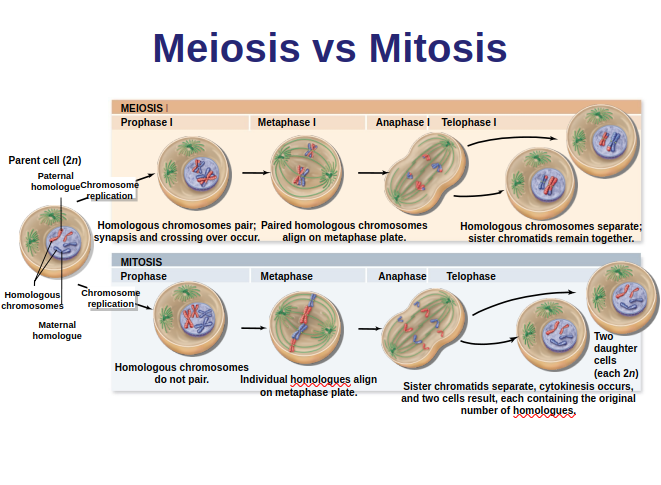 Meiosis vs Mitosis
MEIOSIS I
Prophase I
Metaphase I
Anaphase I
Telophase I
Parent cell (2n)
Paternal
homologue
Chromosome
replication
Homologous chromosomes pair;
synapsis and crossing over occur.
Paired homologous chromosomes
align on metaphase plate.
Homologous chromosomes separate;
sister chromatids remain together.
MITOSIS
Prophase
Metaphase
Anaphase
Telophase
Homologous
chromosomes
Chromosome
replication
Maternal
homologue
Homologous chromosomes
do not pair.
Individual homologues align
on metaphase plate.
Two
daughter
cells
(each 2n)
Sister chromatids separate, cytokinesis occurs,
and two cells result, each containing the original
number of homologues.